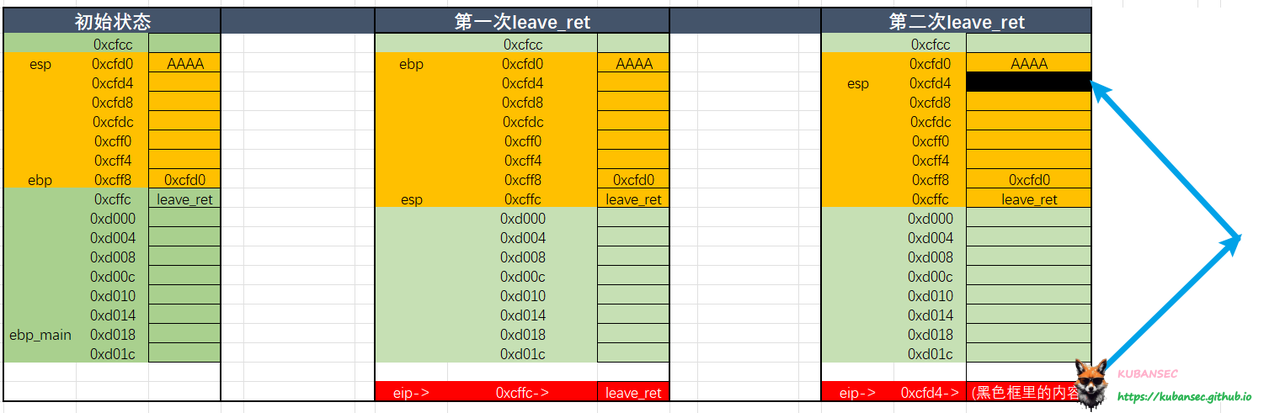 初始状态 第一次leave_ret 第二次leave_ret
0xcfcc 0xcfcc 0xcfcc
esp 0xcfd0 AAAA ebp 0xcfd0 AAAA 0xcfd0 AAAA
0xcfd4 0xcfd4 esp 0xcfd4
0xcfd8 0xcfd8 0xcfd8
0xcfdc 0xcfdc 0xcfdc
0xcff0 0xcff0 0xcff0
0xcff4 0xcff4 0xcff4
ebp 0xcff8 0xcfd0 0xcff8 0xcfd0 0xcff8 0xcfd0
0xcffc leave_ret esp 0xcffc leave_ret 0xcffc leave_ret
0xd000 0xd000 0xd000
0xd004 0xd004 0xd004
0xd008 0xd008 0xd008
0xd00c 0xd00c 0xd00c
0xd010 0xd010 0xd010
0xd014 0xd014 0xd014
ebp_main 0xd018 0xd018 0xd018
0xd01c 0xd01c 0xd01c
KUBANSEC
eip-> 0xcffc-> leave_ret eip-> 0xcfd4-> (黑色框里的内容
https://kubansec.github.io